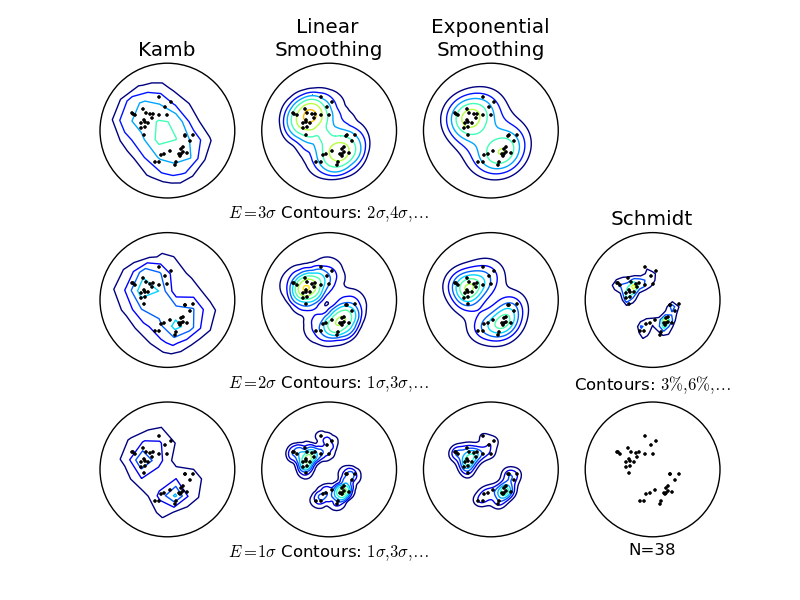 Kamb
Linear
Smoothing
Exponential
Smoothing
E=3σ Contours: 2σ,4σ,...
Schmidt
E=2σ Contours: 1σ,3σ,...
Contours: 3%,6%,...
E=1σ Contours: 1σ,3σ,...
N=38